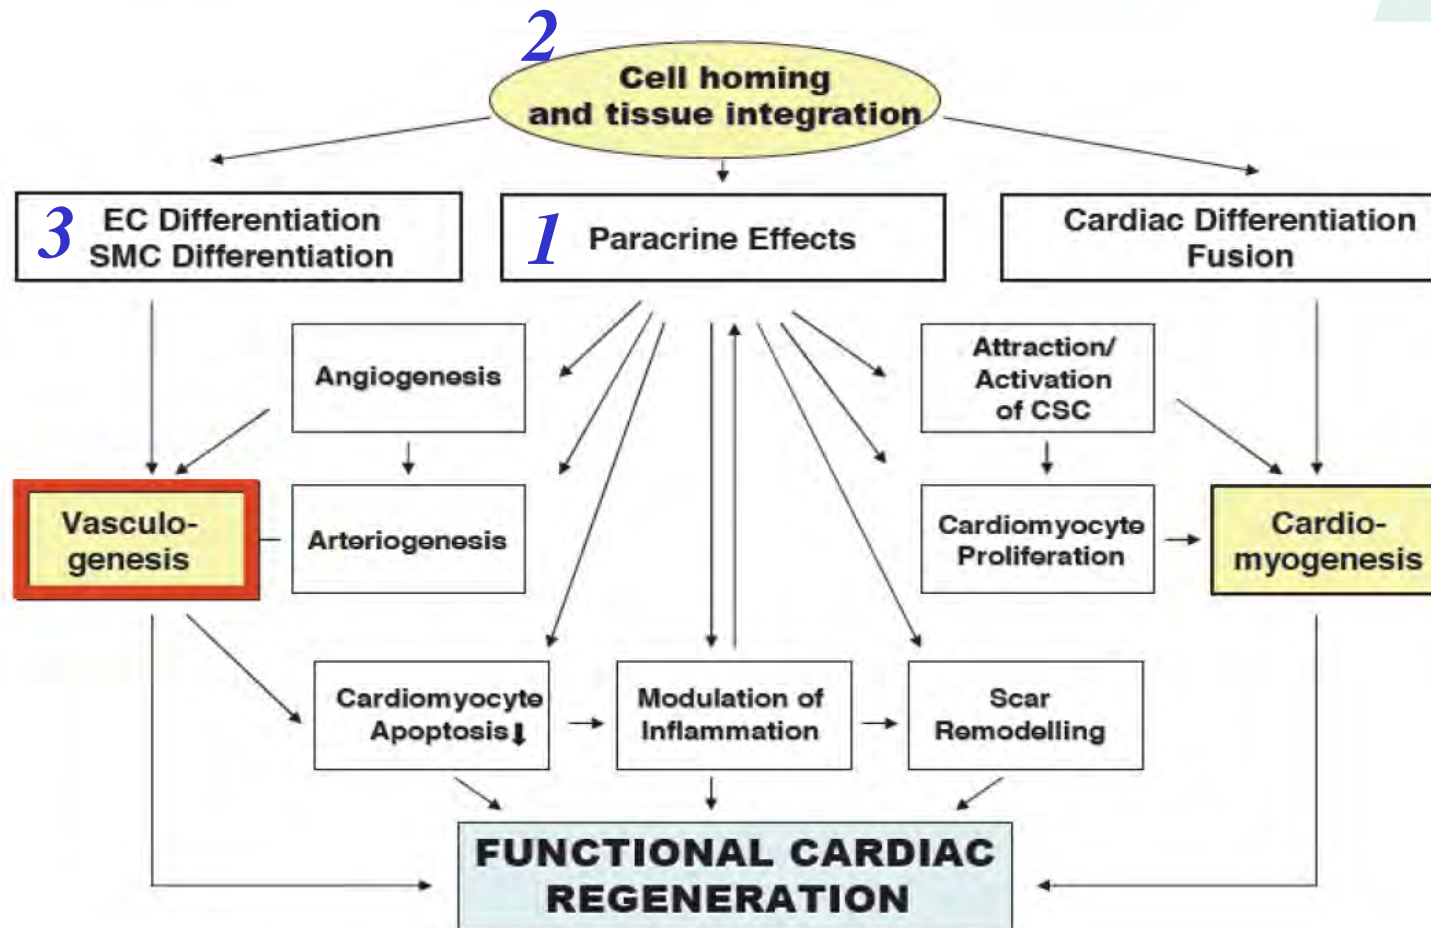 2
Cell homing
and tissue integration
3
EC Differentiation
SMC Differentiation
1
Paracrine Effects
Cardiac Differentiation
Fusion
Angiogenesis
Attraction/
Activation
of CSC
Vasculo-
genesis
Arteriogenesis
Cardiomyocyte
Proliferation
Cardio-
myogenesis
Cardiomyocyte
Apoptosis⬇
Modulation of
Inflammation
Scar
Remodelling
FUNCTIONAL CARDIAC
REGENERATION